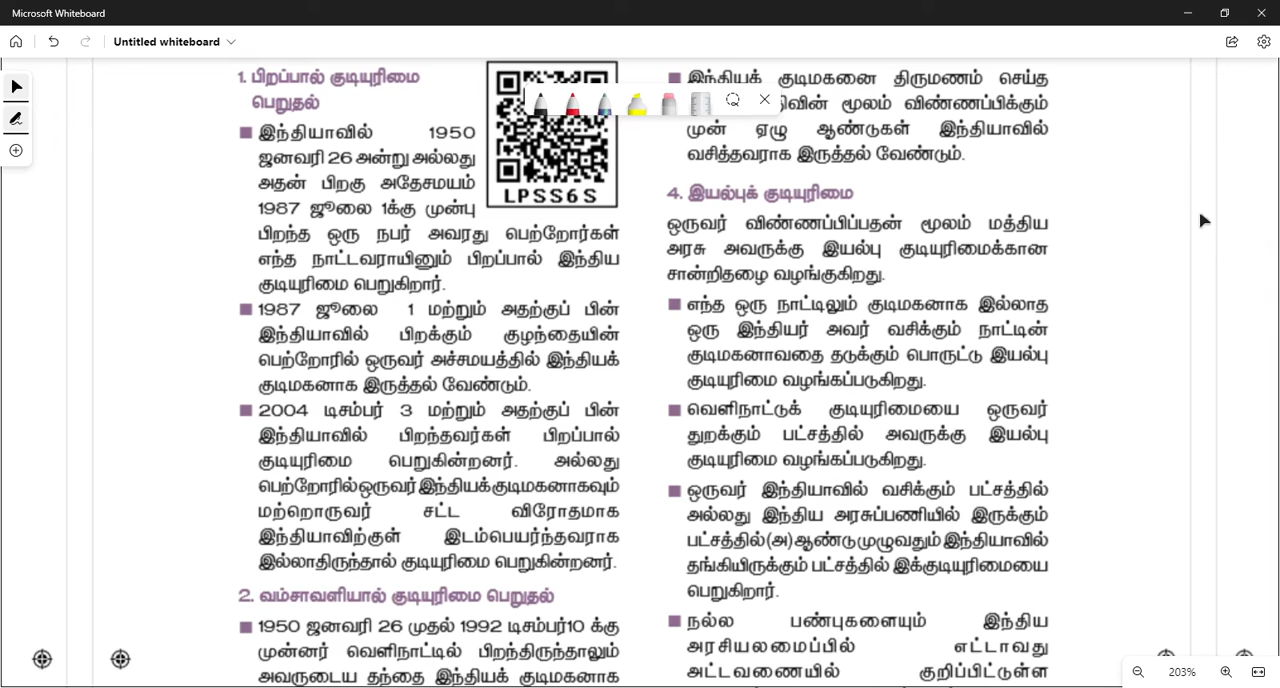 Microsoft Whiteboard
Untitled whiteboard
1. பிறப்பால் குடியுரிமை
பெறுதல்
இந்தியாவில் 1950
ஜனவரி 26 அன்று அல்லது
அதன் பிறகு அதேசமயம்
1987 ஜூலை 1க்கு முன்பு
பிறந்த ஒரு நபர் அவரது பெற்றோர்கள்
எந்த நாட்டவராயினும் பிறப்பால் இந்திய
குடியுரிமை பெறுகிறார்.
LPSS6S
1987 ஜூலை 1 மற்றும் அதற்குப் பின்
இந்தியாவில் பிறக்கும் குழந்தையின்
பெற்றோரில் ஒருவர் அச்சமயத்தில் இந்தியக்
குடிமகனாக இருத்தல் வேண்டும்.
2004 டிசம்பர் 3 மற்றும் அதற்குப் பின்
இந்தியாவில் பிறந்தவர்கள் பிறப்பால்
குடியுரிமை பெறுகின்றனர். அல்லது
பெற்றோரில் ஒருவர் இந்தியக் குடிமகனாகவும்
மற்றொருவர் சட்ட விரோதமாக
இந்தியாவிற்குள் இடம்பெயர்ந்தவராக
இல்லாதிருந்தால் குடியுரிமை பெறுகின்றனர்.
2. வம்சாவளியால் குடியுரிமை பெறுதல்
1950 ஜனவரி 26 முதல் 1992 டிசம்பர்10 க்கு
முன்னர் வெளிநாட்டில் பிறந்திருந்தாலும்
அவருடைய தந்தை இந்தியக் குடிமகனாக
இந்தியக் குடிமகனை திருமணம் செய்த
மூலம் விண்ணப்பிக்கும்
முன் ஏழு ஆண்டுகள் இந்தியாவில்
வசித்தவராக இருத்தல் வேண்டும்.
4. இயல்புக் குடியுரிமை
ஒருவர் விண்ணப்பிப்பதன் மூலம் மத்திய
அரசு அவருக்கு இயல்பு குடியுரிமைக்கான
சான்றிதழை வழங்குகிறது.
எந்த ஒரு நாட்டிலும் குடிமகனாக இல்லாத
ஒரு இந்தியர் அவர் வசிக்கும் நாட்டின்
குடிமகனாவதை தடுக்கும் பொருட்டு இயல்பு
குடியுரிமை வழங்கப்படுகிறது.
வெளிநாட்டுக் குடியுரிமையை ஒருவர்
துறக்கும் பட்சத்தில் அவருக்கு இயல்பு
குடியுரிமை வழங்கப்படுகிறது.
ஒருவர் இந்தியாவில் வசிக்கும் பட்சத்தில்
அல்லது இந்திய அரசுப்பணியில் இருக்கும்
பட்சத்தில்(அ)ஆண்டுமுழுவதும்இந்தியாவில்
தங்கியிருக்கும் பட்சத்தில் இக்குடியுரிமையை
பெறுகிறார்.
நல்ல பண்புகளையும் இந்திய
அரசியலமைப்பில் எட்டாவது
அட்டவணையில் குறிப்பிட்டுள்ள
203%